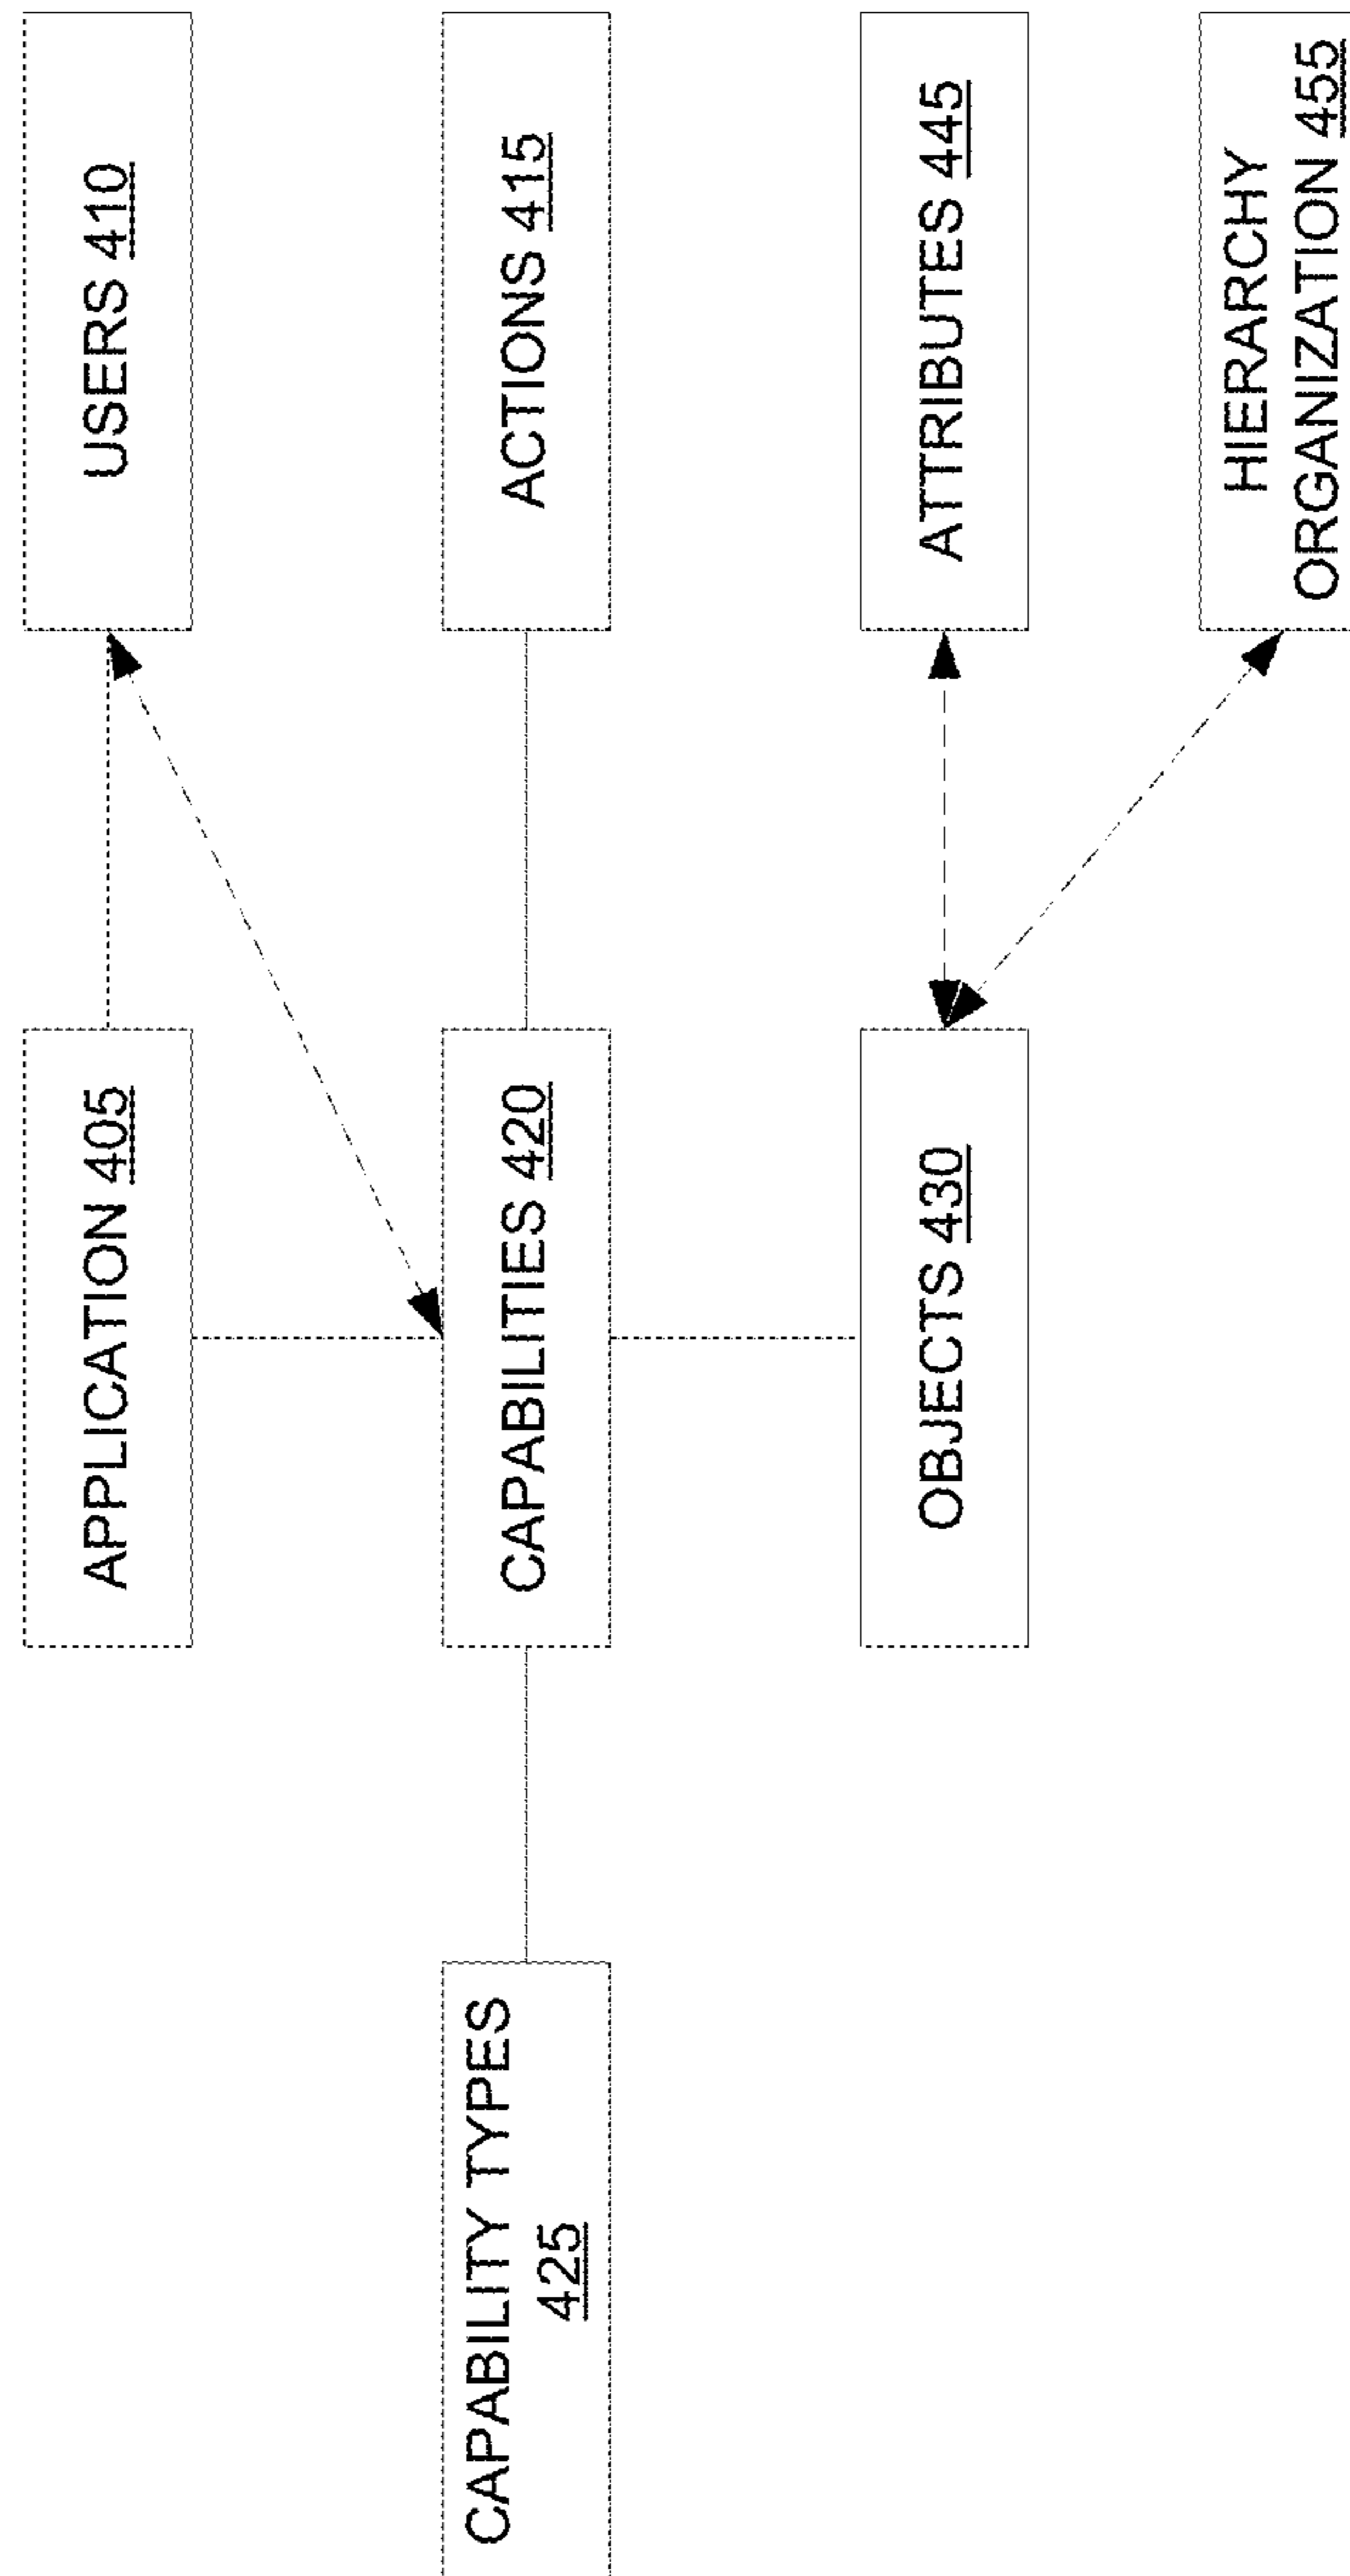 APPLICATION 405
USERS 410
CAPABILITY TYPES
425
CAPABILITIES 420
ACTIONS 415
OBJECTS 430
ATTRIBUTES 445
HIERARCHY
ORGANIZATION 455